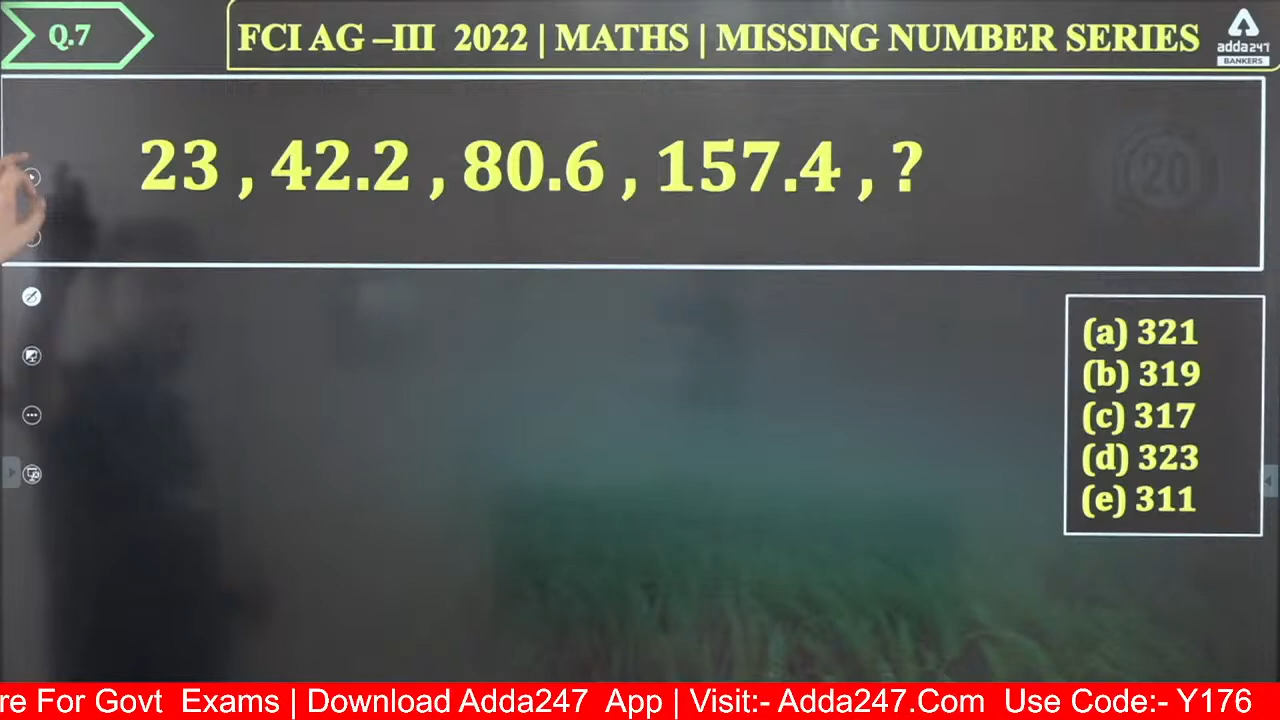 Q.7
FCI AG –III 2022 | MATHS | MISSING NUMBER SERIES
adda247
BANKERS
23 , 42.2 , 80.6 , 157.4 , ?
20
(a) 321
(b) 319
(c) 317
(d) 323
(e) 311
re For Govt Exams | Download Adda247 App | Visit:- Adda247.Com Use Code:- Y176